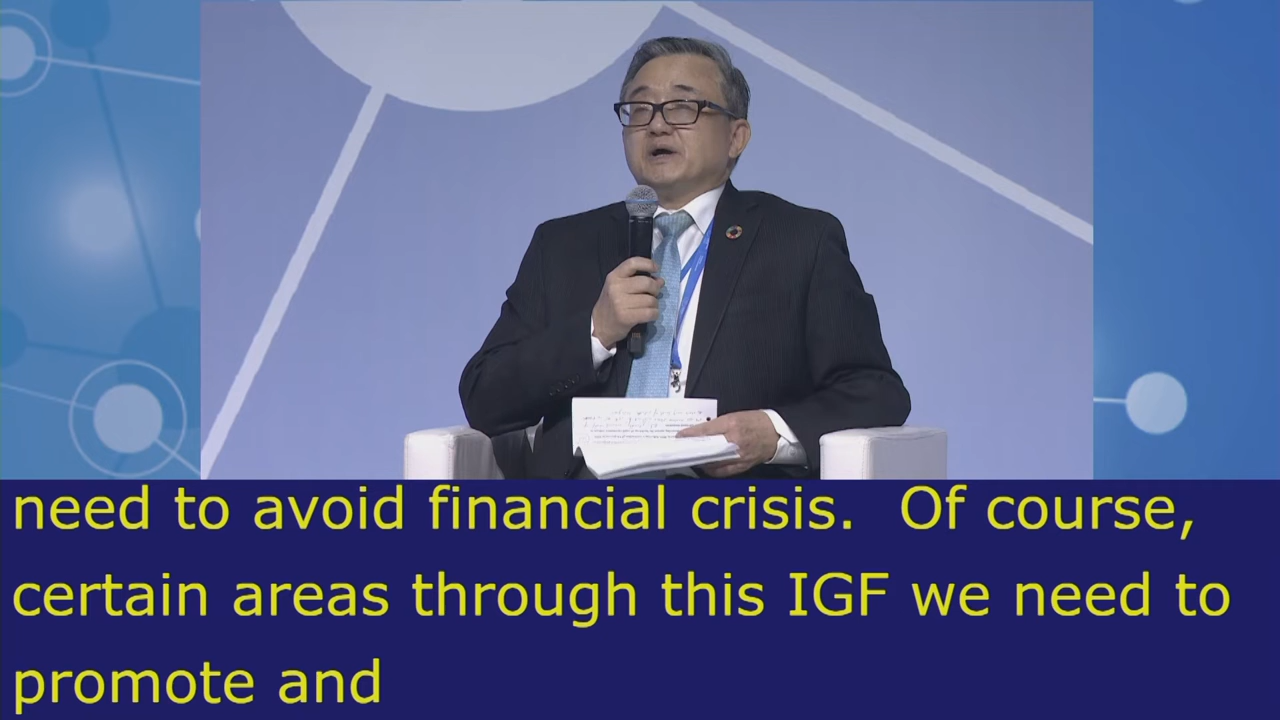 need to avoid financial crisis.  Of course,
certain areas through this IGF we need to
promote and